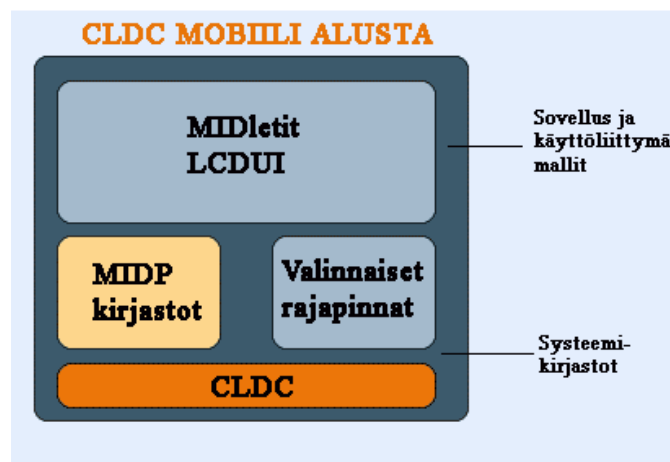 CLDC MOBIILI ALUSTA
MIDletit
LCDUI
Sovellus ja
käyttöliittymä
mallit
MIDP
kirjastot
Valinnaiset
rajapinnat
Systeemi-
kirjastot
CLDC